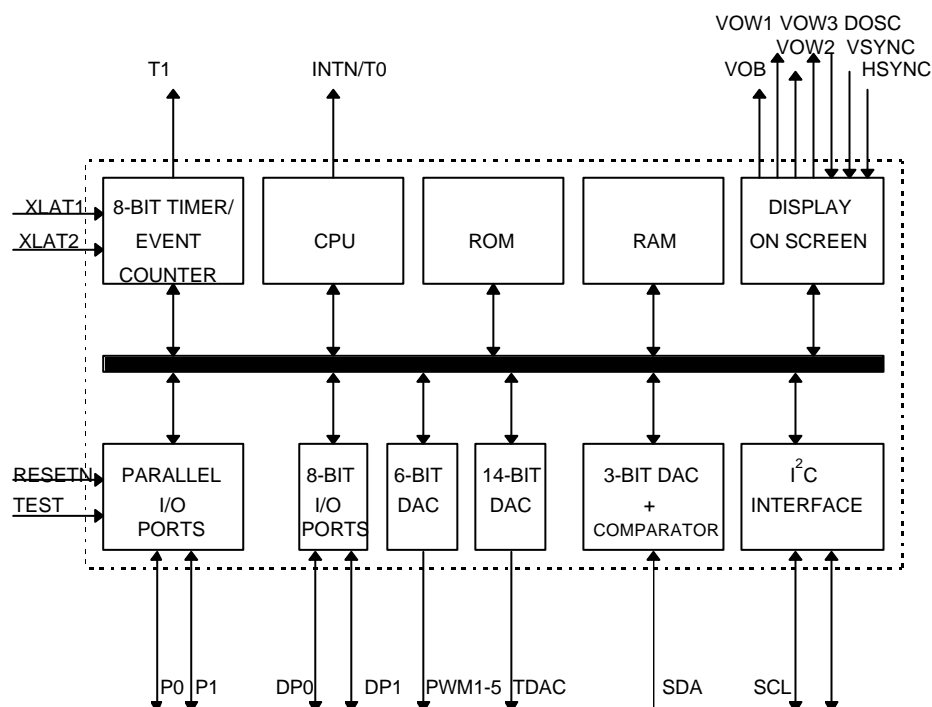 VOW1 VOW3 DOSC
VOW2 VSYNC
T1 INTN/T0 VOB HSYNC
XLAT1
XLAT2
8-BIT TIMER/
EVENT
COUNTER
CPU
ROM
RAM
DISPLAY
ON SCREEN
RESETN
TEST
PARALLEL
I/O
PORTS
8-BIT
I/O
PORTS
6-BIT
DAC
14-BIT
DAC
3-BIT DAC
+
COMPARATOR
I²C
INTERFACE
P0 P1 DP0 DP1 PWM1-5 TDAC SDA SCL